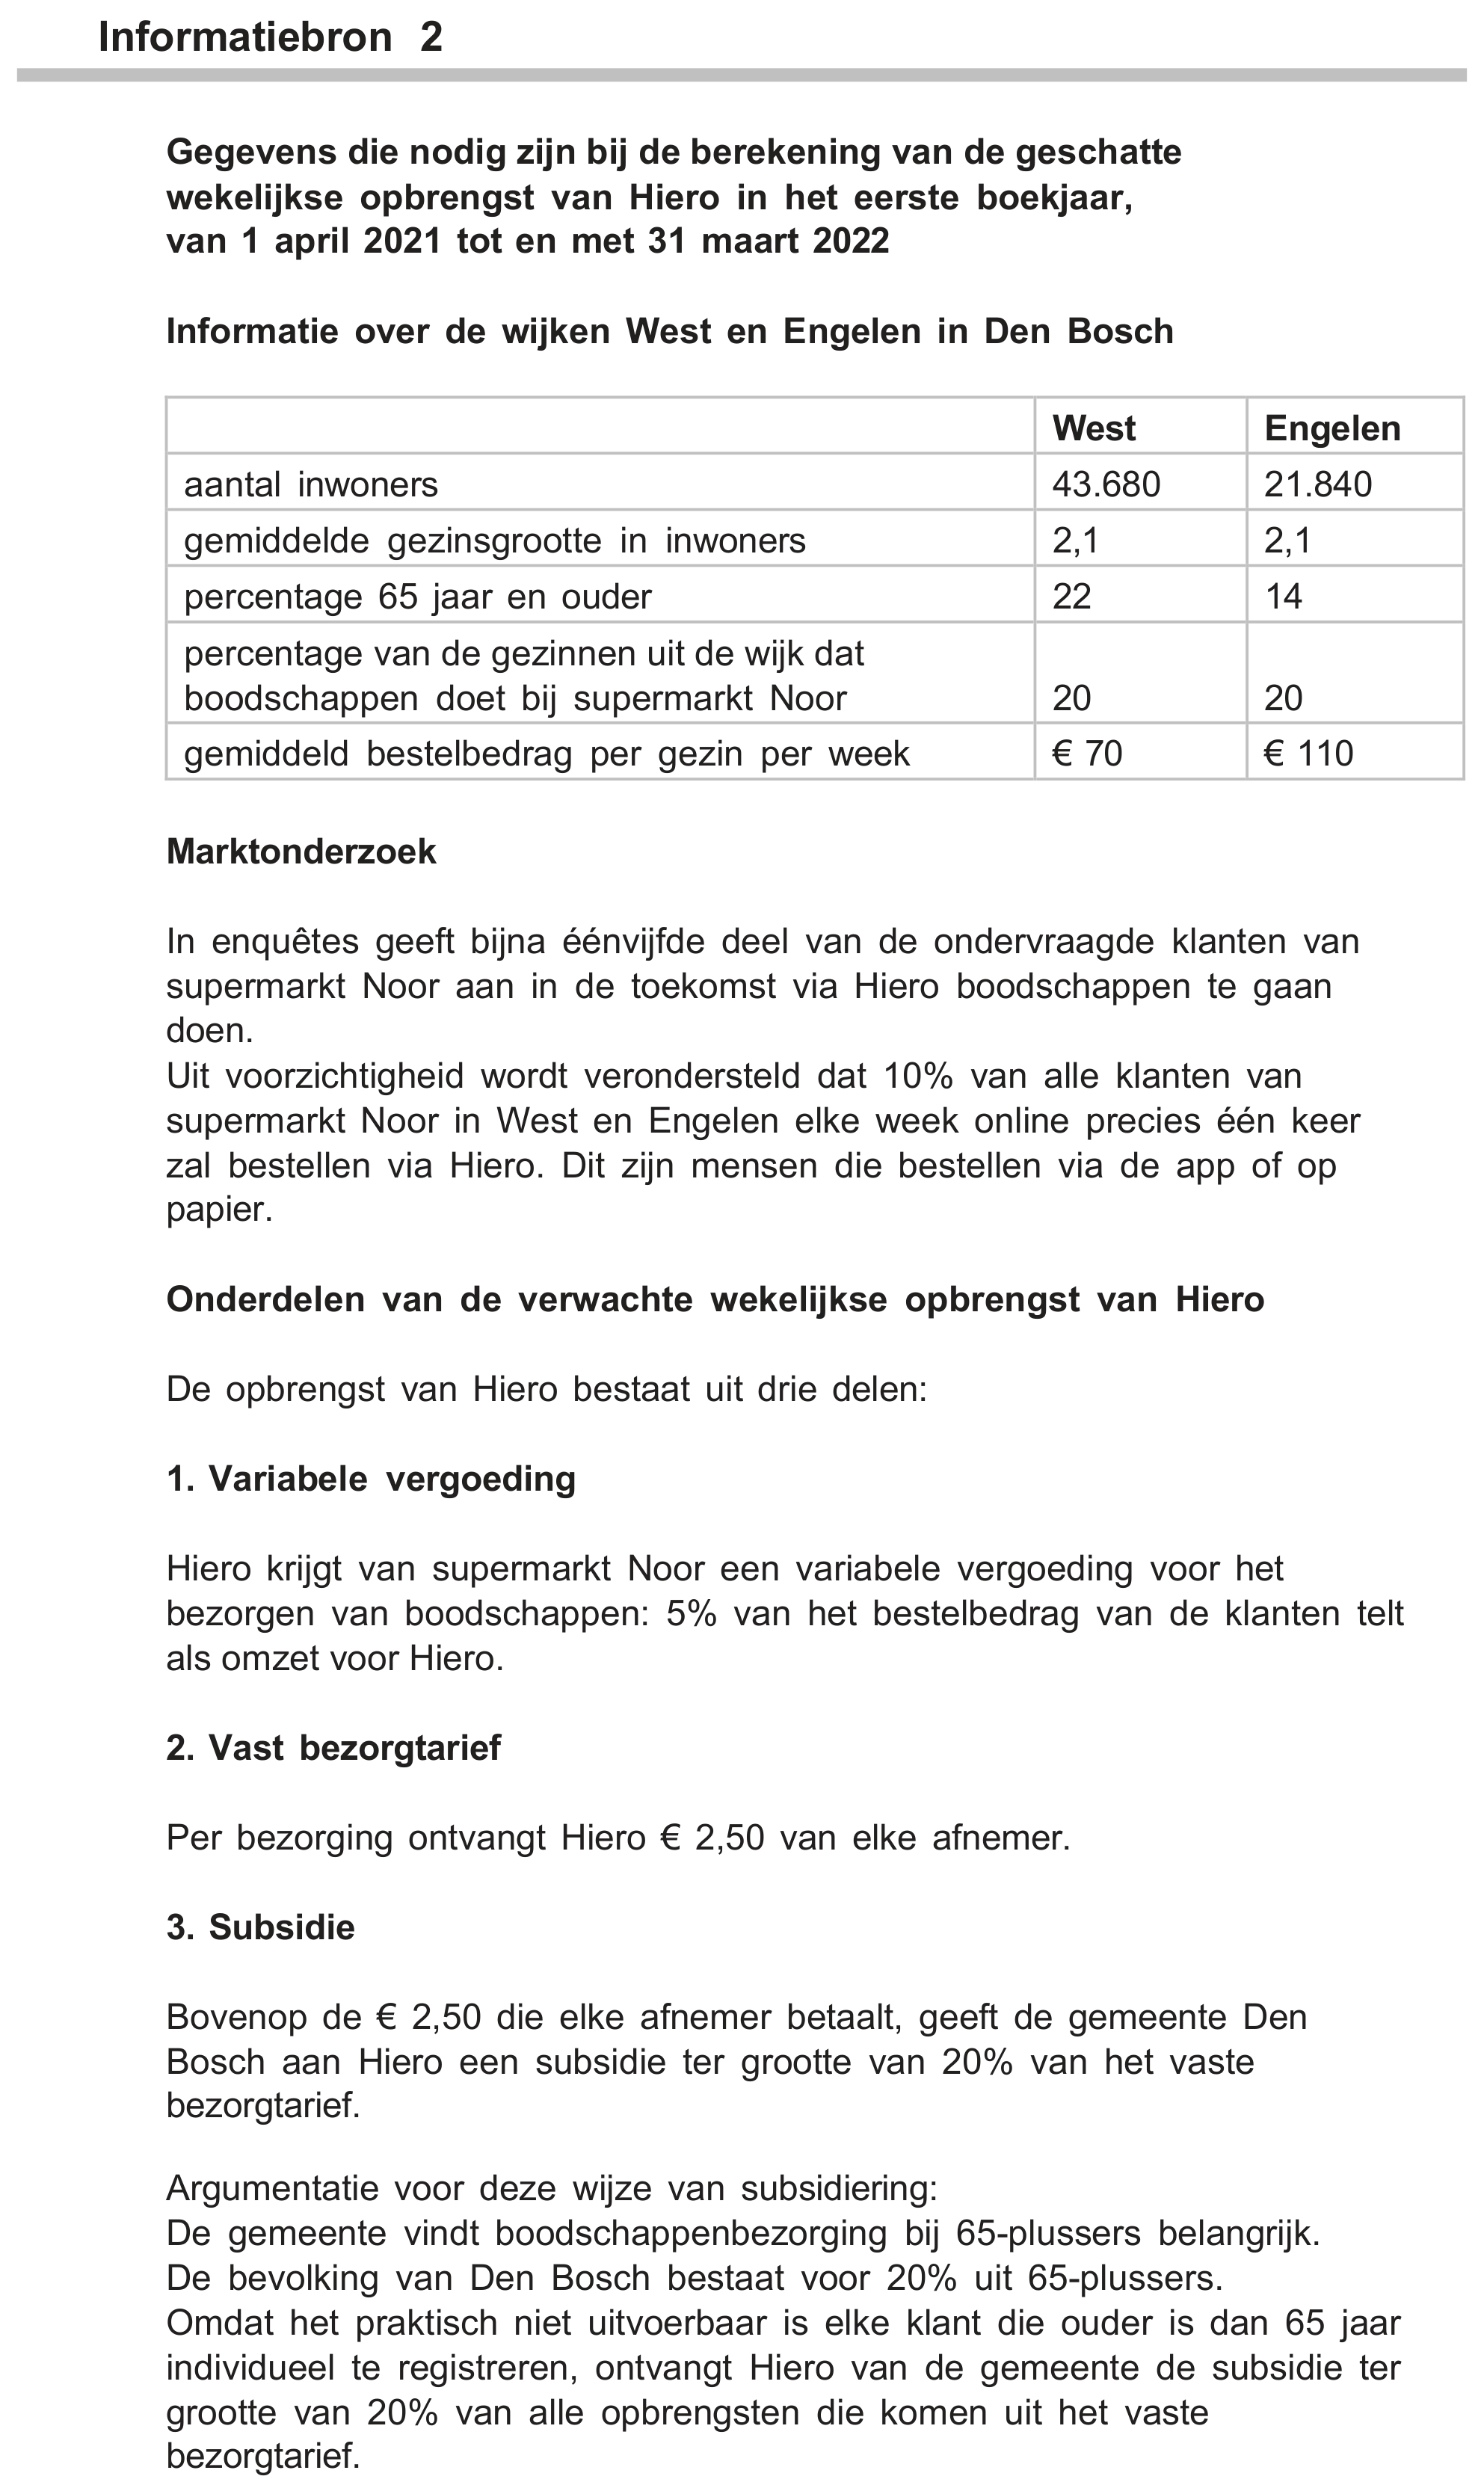 Informatiebron 2
Gegevens die nodig zijn bij de berekening van de geschatte
wekelijkse opbrengst van Hiero in het eerste boekjaar,
van 1 april 2021 tot en met 31 maart 2022
Informatie over de wijken West en Engelen in Den Bosch
West Engelen
aantal inwoners 43.680 21.840
gemiddelde gezinsgrootte in inwoners 2,1 2,1
percentage 65 jaar en ouder 22 14
percentage van de gezinnen uit de wijk dat
boodschappen doet bij supermarkt Noor 20 20
gemiddeld bestelbedrag per gezin per week € 70 € 110
Marktonderzoek
In enquêtes geeft bijna éénvijfde deel van de ondervraagde klanten van
supermarkt Noor aan in de toekomst via Hiero boodschappen te gaan
doen.
Uit voorzichtigheid wordt verondersteld dat 10% van alle klanten van
supermarkt Noor in West en Engelen elke week online precies één keer
zal bestellen via Hiero. Dit zijn mensen die bestellen via de app of op
papier.
Onderdelen van de verwachte wekelijkse opbrengst van Hiero
De opbrengst van Hiero bestaat uit drie delen:
1. Variabele vergoeding
Hiero krijgt van supermarkt Noor een variabele vergoeding voor het
bezorgen van boodschappen: 5% van het bestelbedrag van de klanten telt
als omzet voor Hiero.
2. Vast bezorgtarief
Per bezorging ontvangt Hiero € 2,50 van elke afnemer.
3. Subsidie
Bovenop de € 2,50 die elke afnemer betaalt, geeft de gemeente Den
Bosch aan Hiero een subsidie ter grootte van 20% van het vaste
bezorgtarief.
Argumentatie voor deze wijze van subsidiering:
De gemeente vindt boodschappenbezorging bij 65-plussers belangrijk.
De bevolking van Den Bosch bestaat voor 20% uit 65-plussers.
Omdat het praktisch niet uitvoerbaar is elke klant die ouder is dan 65 jaar
individueel te registreren, ontvangt Hiero van de gemeente de subsidie ter
grootte van 20% van alle opbrengsten die komen uit het vaste
bezorgtarief.